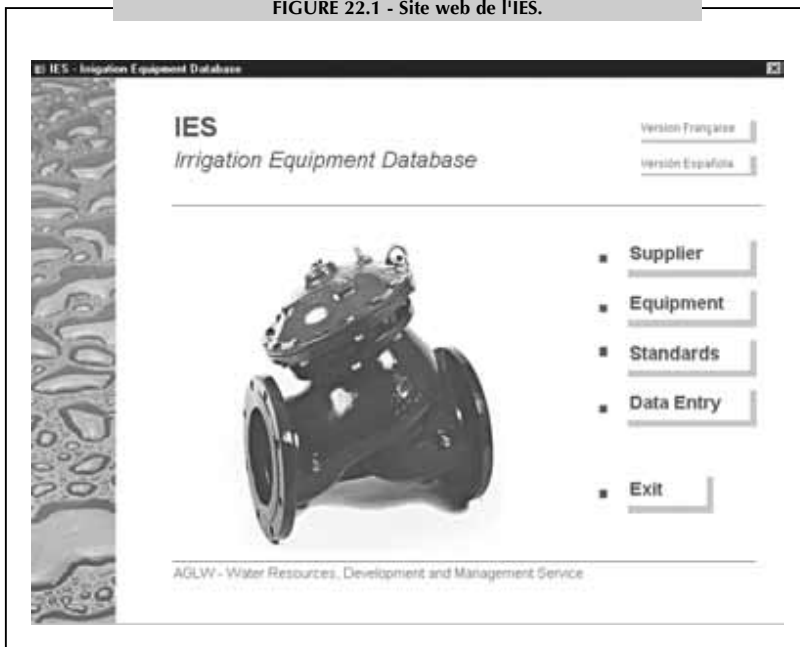 FIGURE 22.1 - Site web de l'IES.
IES - Irrigation Equipment Database
IES
Irrigation Equipment Database
Version Française
Versión Española
Supplier
Equipment
Standards
Data Entry
Exit
AGLW - Water Resources, Development and Management Service